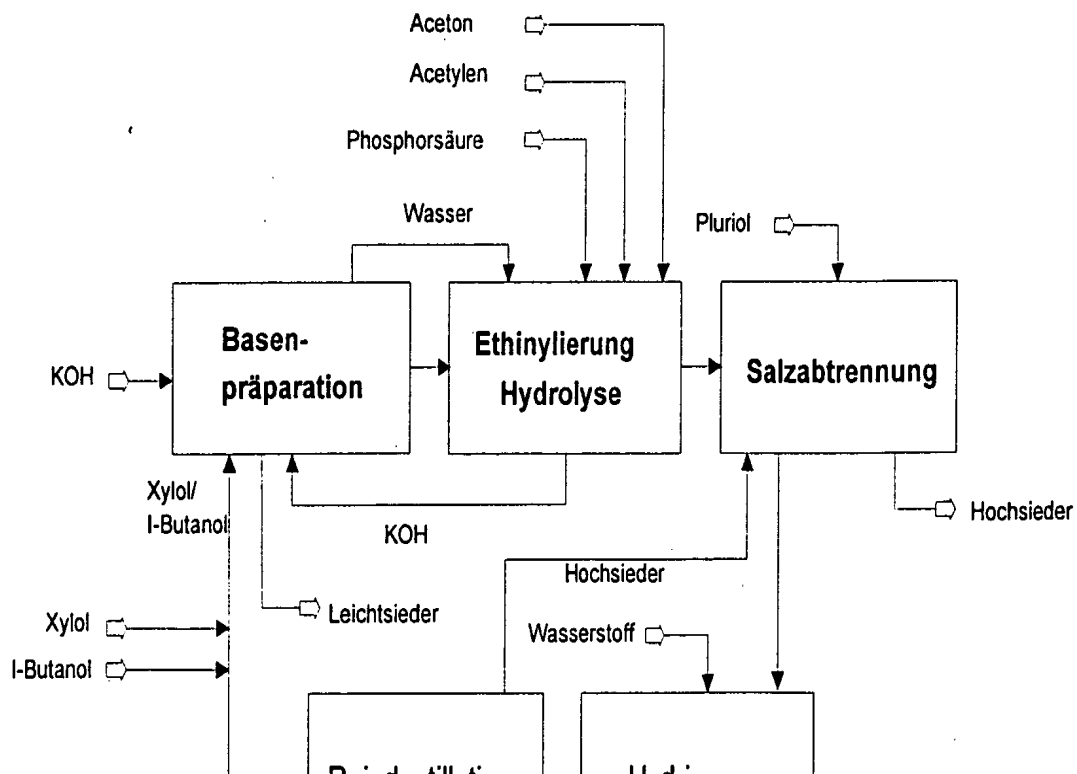 Aceton
Acetylen
Phosphorsäure
Wasser
Pluriol
Basen-
präparation
Ethinylierung
Hydrolyse
Salzabtrennung
KOH
Xylol/
I-Butanol
KOH
Hochsieder
Hochsieder
Leichtsieder
Xylol
Wasserstoff
I-Butanol